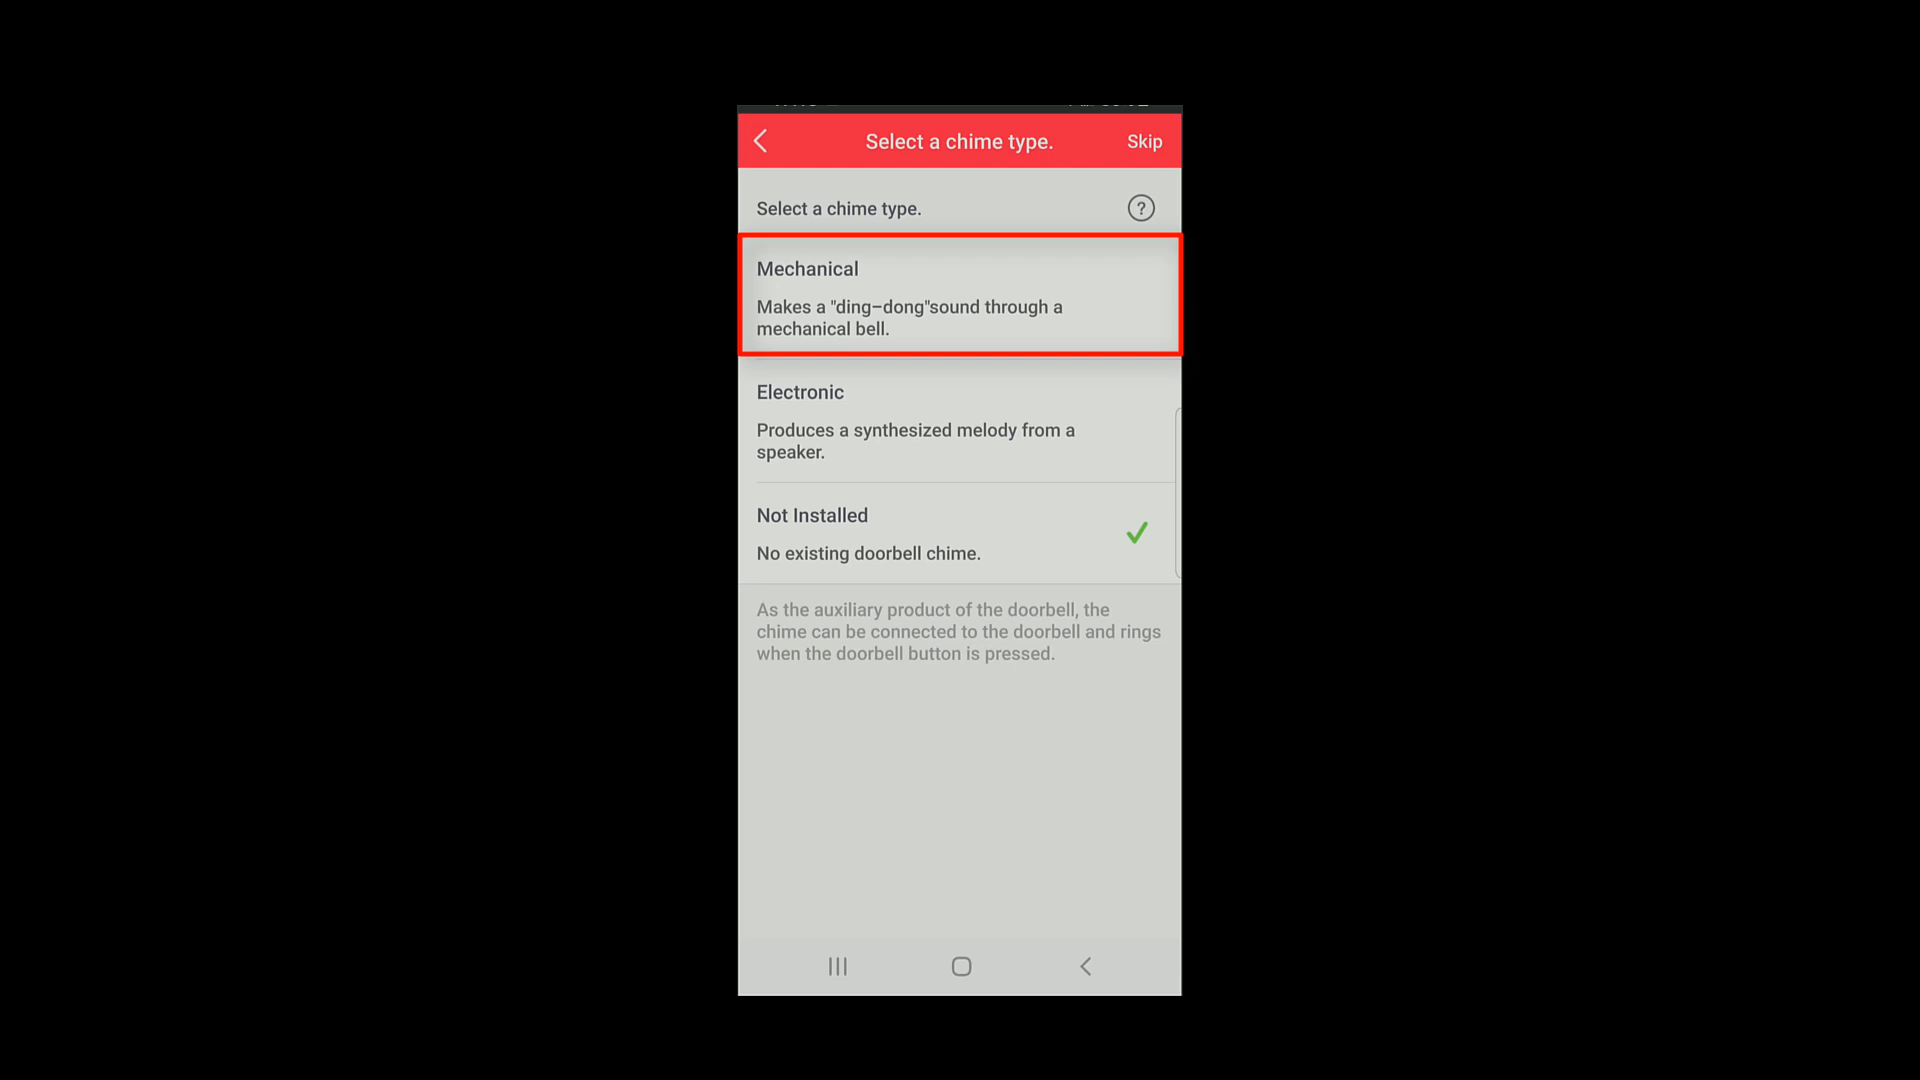 Select a chime type.
Skip
Select a chime type.
?
Mechanical
Makes a "ding–dong"sound through a
mechanical bell.
Electronic
Produces a synthesized melody from a
speaker.
Not Installed
No existing doorbell chime.
As the auxiliary product of the doorbell, the
chime can be connected to the doorbell and rings
when the doorbell button is pressed.